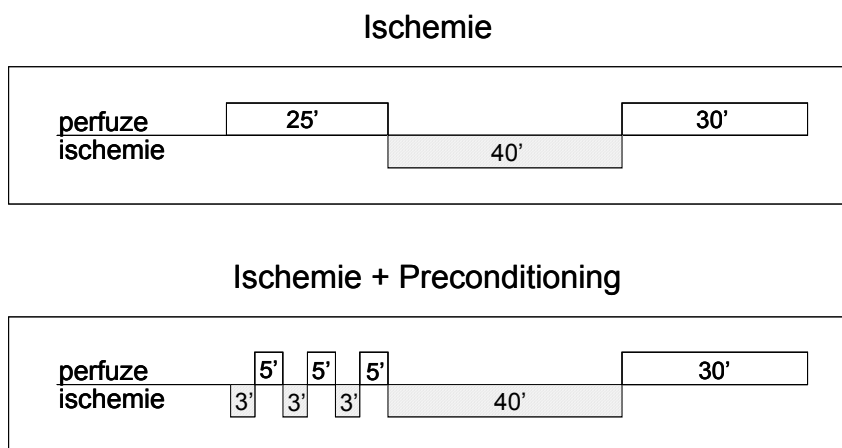 Ischemie
perfuze 25' 30'
ischemie 40'
Ischemie + Preconditioning
perfuze 5' 5' 5' 30'
ischemie 3' 3' 3' 40'